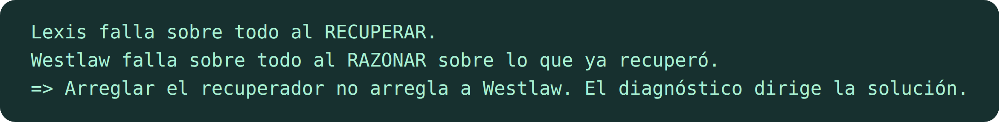 Lexis falla sobre todo al RECUPERAR.
Westlaw falla sobre todo al RAZONAR sobre lo que ya recuperó.
=> Arreglar el recuperador no arregla a Westlaw. El diagnóstico dirige la solución.